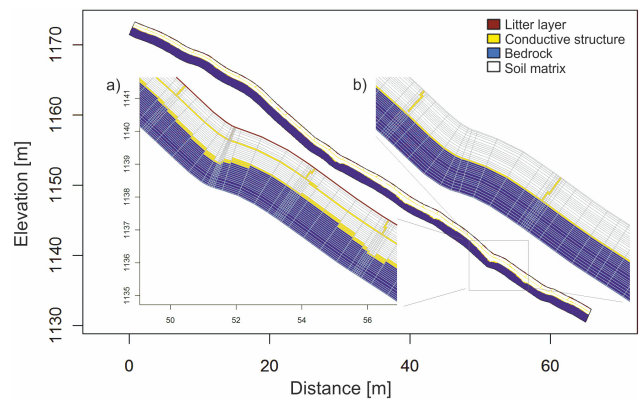 Litter layer
Conductive structure
Bedrock
Soil matrix
a)
b)
Elevation [m]
1170
1160
1150
1140
1130
1141
1140
1139
1138
1137
1136
1135
50
52
54
56
0
20
40
60
Distance [m]